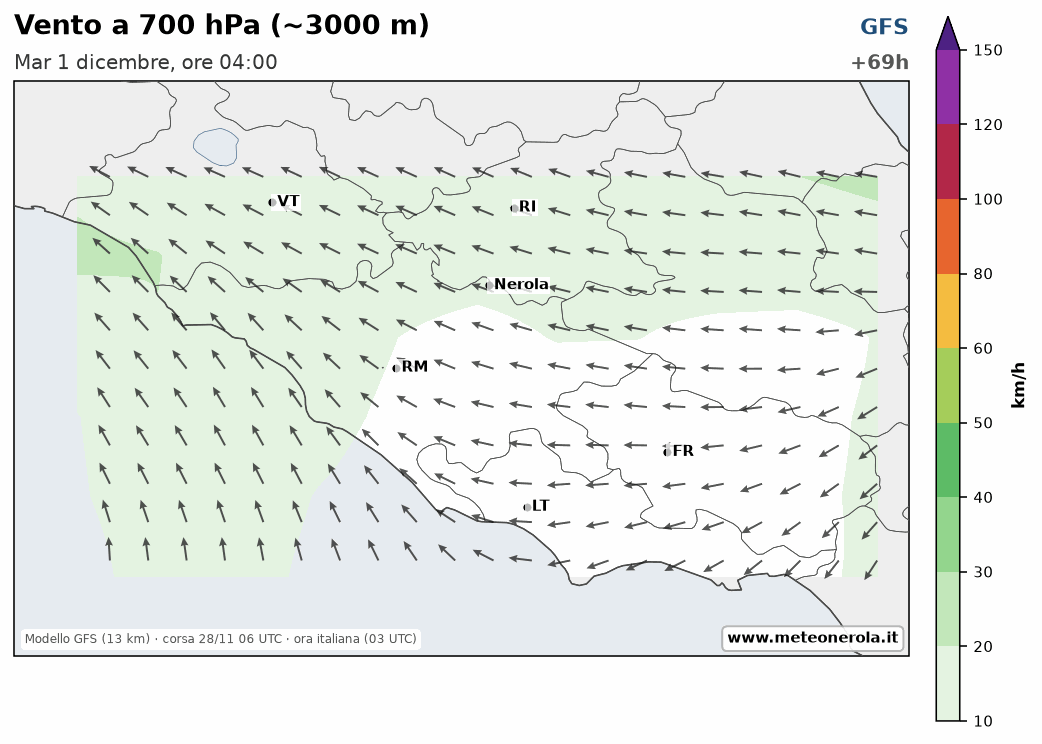 Vento a 700 hPa (~3000 m)
GFS
Mar 1 dicembre, ore 04:00
+69h
VT
RI
Nerola
RM
FR
LT
150
120
100
80
60
50
40
30
20
10
km/h
Modello GFS (13 km) · corsa 28/11 06 UTC · ora italiana (03 UTC)
www.meteonerola.it